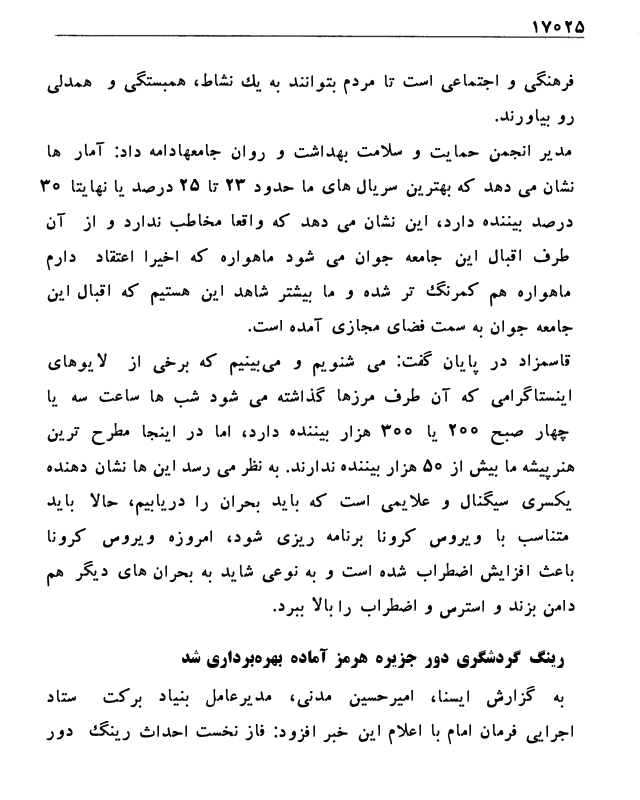 ۱۷۰۲۵
فرهنگی و اجتماعی است تا مردم بتوانند به یك نشاط، همبستگی و همدلی
رو بیاورند.
مدیر انجمن حمایت و سلامت بهداشت و روان جامعهادامه داد: آمار ها
نشان می دهد که بهترین سریال های ما حدود ۲۳ تا ۲۵ درصد یا نهایتا ۳۰
درصد بیننده دارد، این نشان می دهد که واقعا مخاطب ندارد و از آن
طرف اقبال این جامعه جوان می شود ماهواره که اخیرا اعتقاد دارم
ماهواره هم کمرنگ تر شده و ما بیشتر شاهد این هستیم که اقبال این
جامعه جوان به سمت فضای مجازی آمده است.
قاسمزاد در پایان گفت: می شنویم و می‌بینیم که برخی از لایوهای
اینستاگرامی که آن طرف مرزها گذاشته می شود شب ها ساعت سه یا
چهار صبح ۲۰۰ یا ۳۰۰ هزار بیننده دارد، اما در اینجا مطرح ترین
هنرپیشه ما بیش از ۵۰ هزار بیننده ندارند. به نظر می رسد این ها نشان دهنده
یکسری سیگنال و علایمی است که باید بحران را دریابیم، حالا باید
متناسب با ویروس کرونا برنامه ریزی شود، امروزه ویروس کرونا
باعث افزایش اضطراب شده است و به نوعی شاید به بحران های دیگر هم
دامن بزند و استرس و اضطراب را بالا ببرد.
رینگ گردشگری دور جزیره هرمز آماده بهره‌برداری شد
به گزارش ایسنا، امیرحسین مدنی، مدیرعامل بنیاد برکت ستاد
اجرایی فرمان امام با اعلام این خبر افزود: فاز نخست احداث رینگ دور